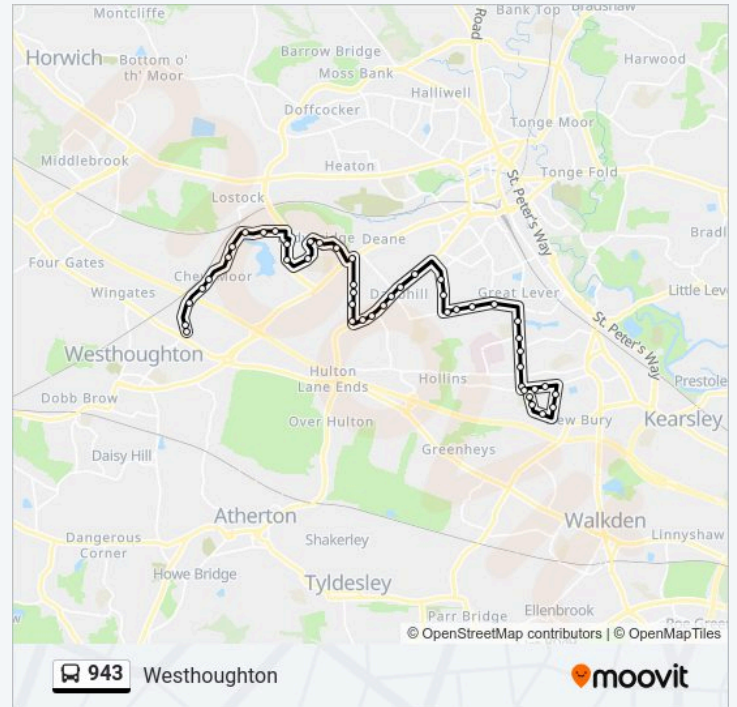 Montcliffe
Bank Top
Bradshaw
Road
Horwich
Bottom o'
th' Moor
Barrow Bridge
Moss Bank
Harwood
Halliwell
Doffcocker
Tonge Moor
Middlebrook
Heaton
Tonge Fold
St. Peter's Way
Lostock
Deane
Four Gates
Chew Moor
Wingates
Great Lever
St. Peter's Way
Westhoughton
Hulton
Lane Ends
Hollins
Prestole
Dobb Brow
Over Hulton
ew Bury
Kearsley
Daisy Hill
Greenheys
Atherton
Walkden
Dangerous
Corner
Shakerley
Linnyshaw
Howe Bridge
Tyldesley
Ellenbrook
Parr Bridge
© OpenStreetMap contributors | © OpenMapTiles
943 Westhoughton
moovit